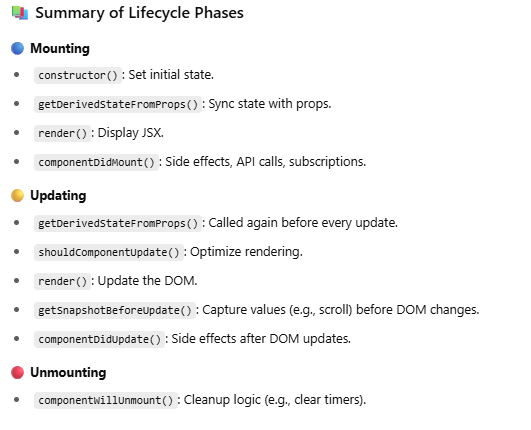 📚 Summary of Lifecycle Phases
🔵 Mounting
• constructor(): Set initial state.
• getDerivedStateFromProps(): Sync state with props.
• render(): Display JSX.
• componentDidMount(): Side effects, API calls, subscriptions.
🟡 Updating
• getDerivedStateFromProps(): Called again before every update.
• shouldComponentUpdate(): Optimize rendering.
• render(): Update the DOM.
• getSnapshotBeforeUpdate(): Capture values (e.g., scroll) before DOM changes.
• componentDidUpdate(): Side effects after DOM updates.
🔴 Unmounting
• componentWillUnmount(): Cleanup logic (e.g., clear timers).